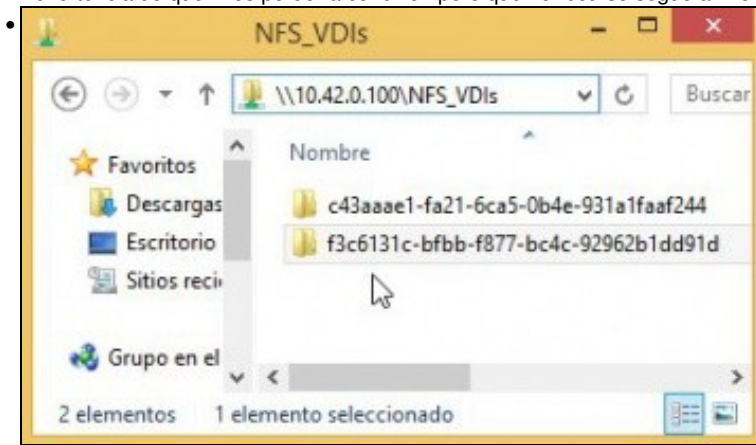 NFS_VDIs
\\10.42.0.100\NFS_VDIs
Buscar
Favoritos
Descargas
Escritorio
Sitios reci
Grupo en el
Nombre
c43aaae1-fa21-6ca5-0b4e-931a1faaf244
f3c6131c-bfbb-f877-bc4c-92962b1dd91d
2 elementos 1 elemento seleccionado